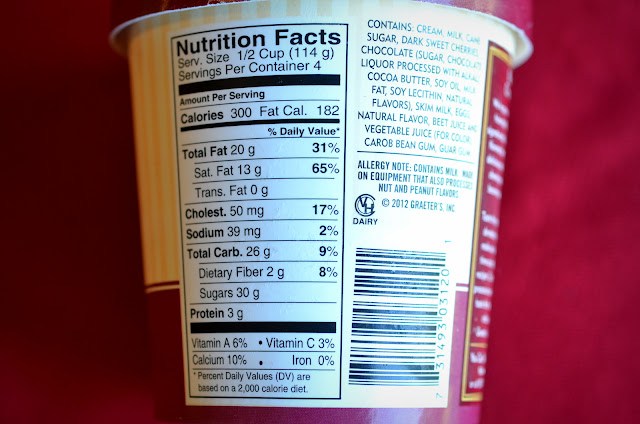 Nutrition Facts
Serv. Size 1/2 Cup (114 g)
Servings Per Container 4
Amount Per Serving
Calories 300 Fat Cal. 182
% Daily Value*
Total Fat 20 g 31%
Sat. Fat 13 g 65%
Trans. Fat 0 g
Cholest. 50 mg 17%
Sodium 39 mg 2%
Total Carb. 26 g 9%
Dietary Fiber 2 g 8%
Sugars 30 g
Protein 3 g
Vitamin A 6% • Vitamin C 3%
Calcium 10% • Iron 0%
* Percent Daily Values (DV) are
based on a 2,000 calorie diet.
CONTAINS: CREAM, MILK, CANE
SUGAR, DARK SWEET CHERRIES,
CHOCOLATE (SUGAR, CHOCOLATE
LIQUOR PROCESSED WITH ALKALI,
COCOA BUTTER, SOY OIL, MILK
FAT, SOY LECITHIN, NATURAL
FLAVORS), SKIM MILK, EGGS,
NATURAL FLAVOR, BEET JUICE AND
VEGETABLE JUICE (FOR COLOR),
CAROB BEAN GUM, GUAR GUM
ALLERGY NOTE: CONTAINS MILK. MADE
ON EQUIPMENT THAT ALSO PROCESSES
NUT AND PEANUT FLAVORS
VH
DAIRY
© 2012 GRAETER'S, INC
7 31493 03120 1